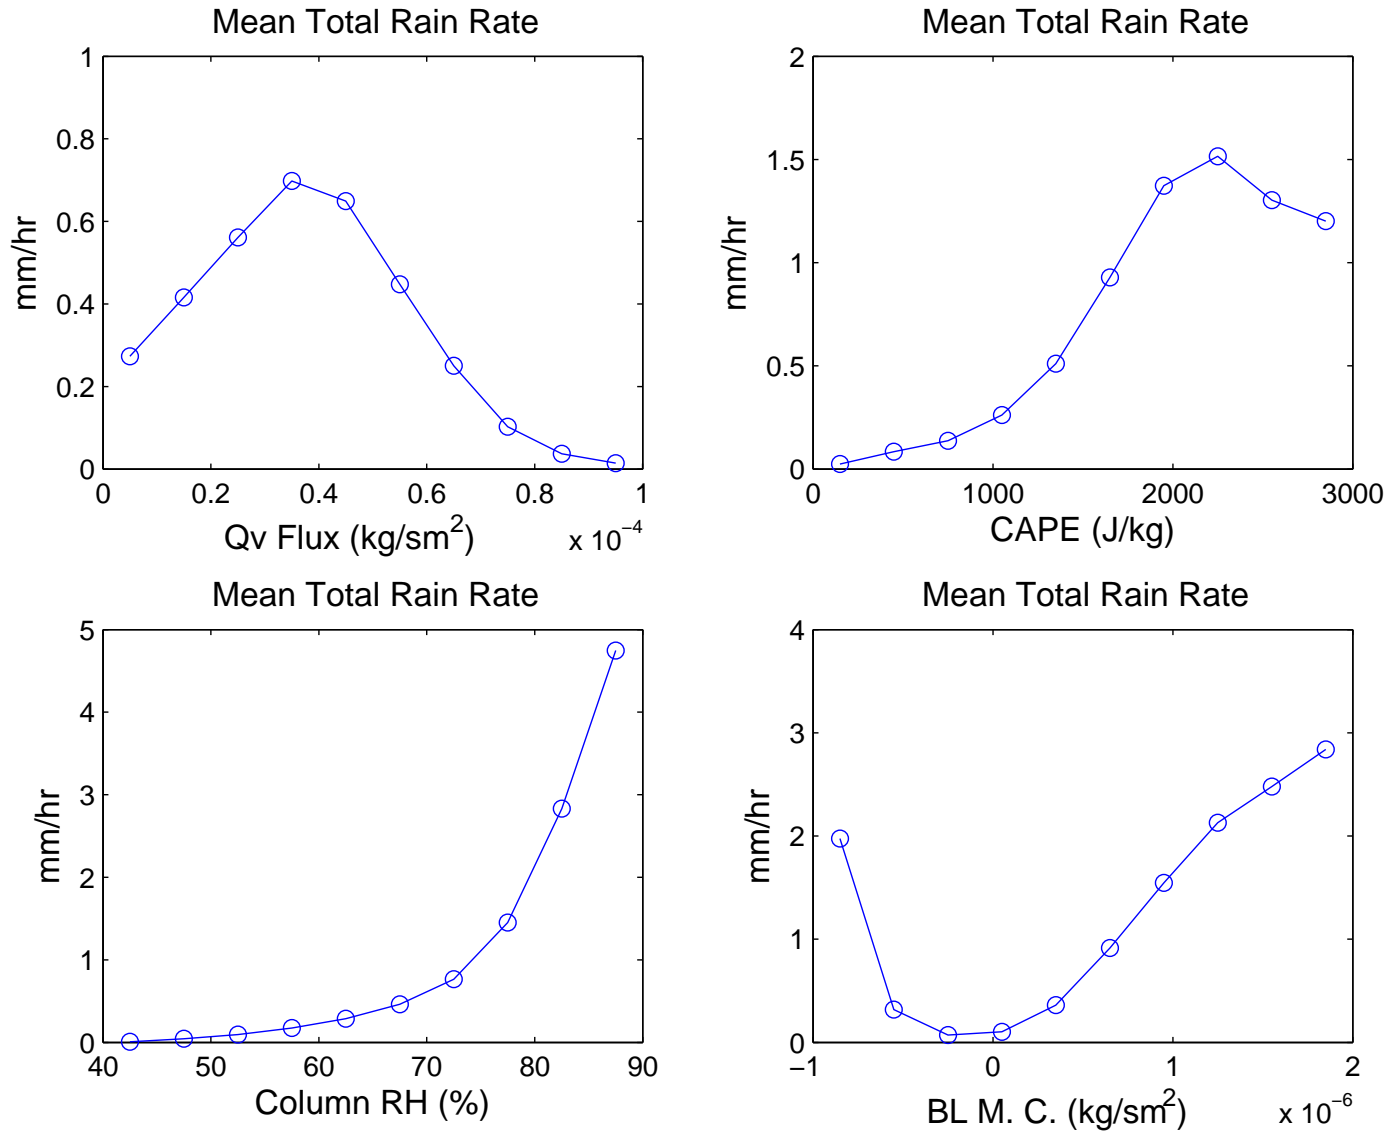 Mean Total Rain Rate
mm/hr
1
0.8
0.6
0.4
0.2
0
0 0.2 0.4 0.6 0.8 1
Qv Flux (kg/sm²) x 10⁻⁴
Mean Total Rain Rate
mm/hr
2
1.5
1
0.5
0
0 1000 2000 3000
CAPE (J/kg)
Mean Total Rain Rate
mm/hr
5
4
3
2
1
0
40 50 60 70 80 90
Column RH (%)
Mean Total Rain Rate
mm/hr
4
3
2
1
0
−1 0 1 2
BL M. C. (kg/sm²) x 10⁻⁶